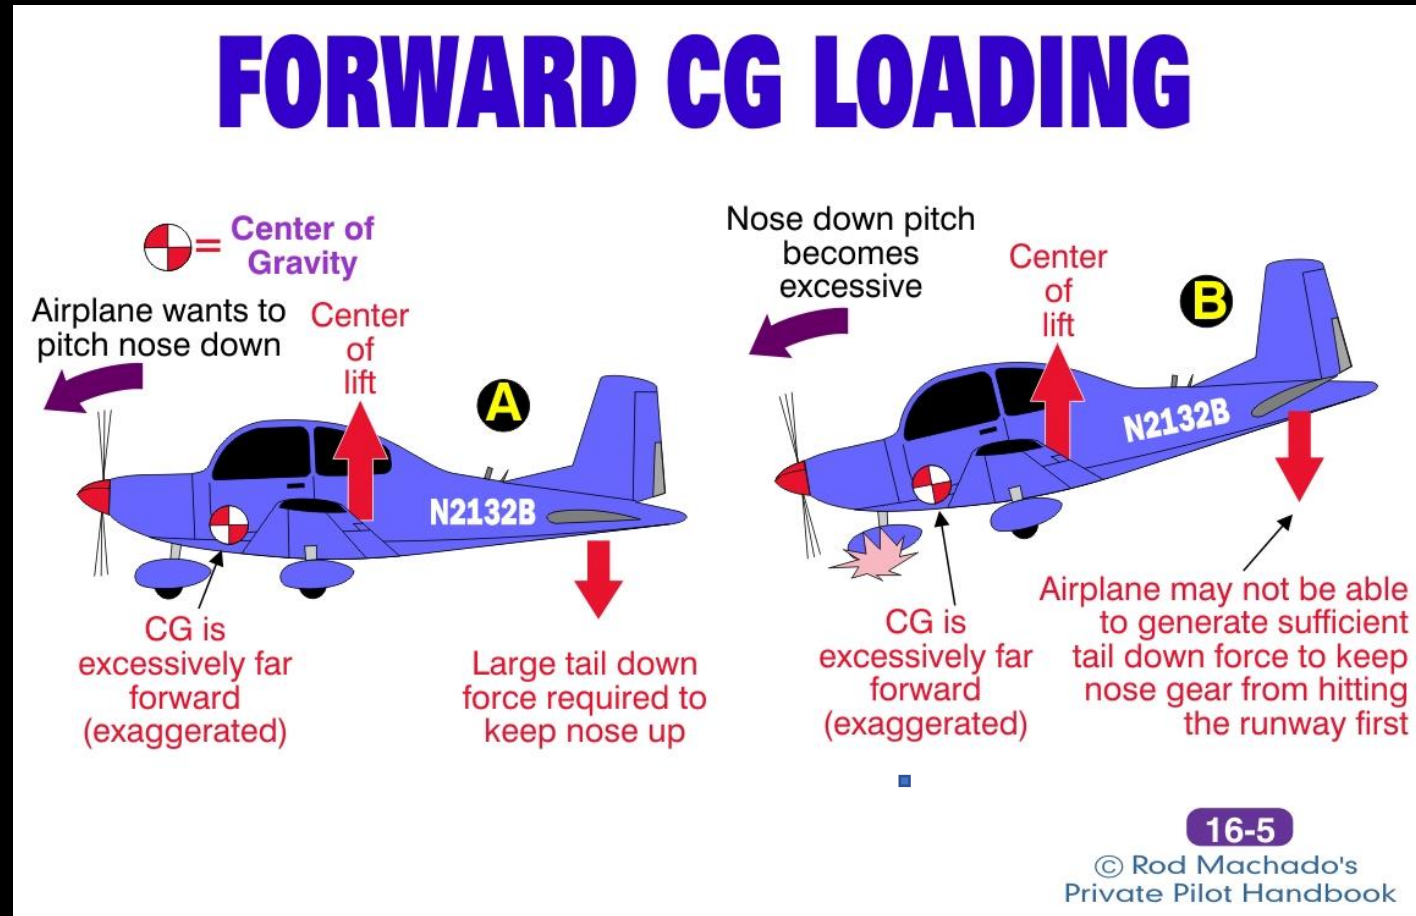 FORWARD CG LOADING
= Center of
Gravity
Airplane wants to
pitch nose down
Center
of
lift
A
N2132B
CG is
excessively far
forward
(exaggerated)
Large tail down
force required to
keep nose up
Nose down pitch
becomes
excessive
Center
of
lift
B
N2132B
CG is
excessively far
forward
(exaggerated)
Airplane may not be able
to generate sufficient
tail down force to keep
nose gear from hitting
the runway first
16-5
© Rod Machado's
Private Pilot Handbook